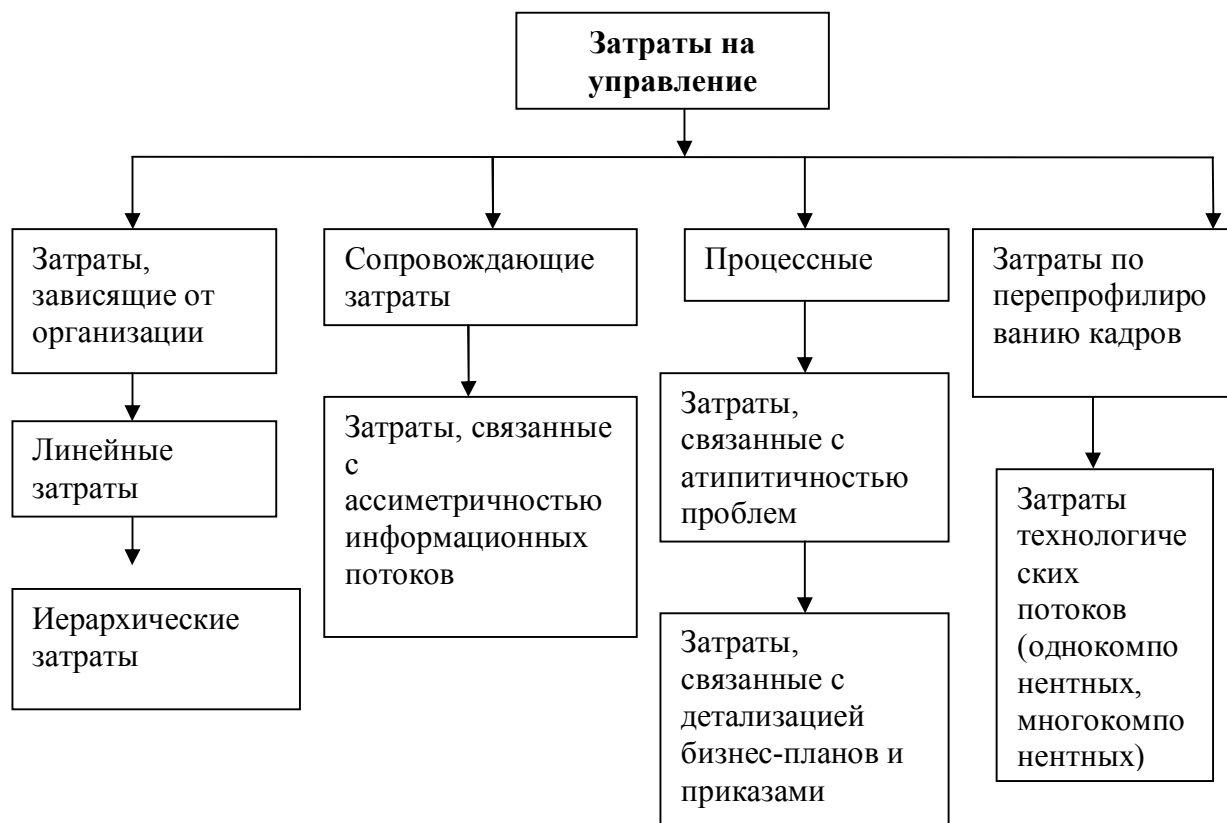 Затраты на
управление
Затраты,
зависящие от
организации
Линейные
затраты
Иерархические
затраты
Сопровождающие
затраты
Затраты, связанные
с
ассиметричностью
информационных
потоков
Процессные
Затраты,
связанные с
атипитичностью
проблем
Затраты,
связанные с
детализацией
бизнес-планов и
приказами
Затраты по
перепрофилиро
ванию кадров
Затраты
технологиче
ских
потоков
(однокомпо
нентных,
многокомпо
нентных)